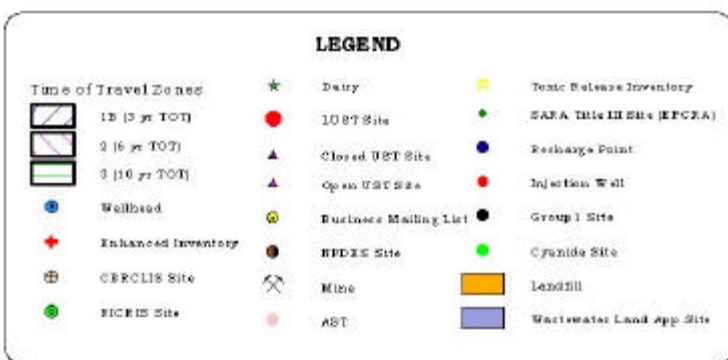 LEGEND
Time of Travel Zones
1B (3 yr TOT)
2 (6 yr TOT)
3 (10 yr TOT)
Wellhead
Enhanced Inventory
CERCLIS Site
RICRIS Site
Dairy
LUST Site
Closed UST Site
Open UST Site
Business Mailing List
NPDES Site
Mine
AST
Toxic Release Inventory
SARA Title III Site (EPCRA)
Recharge Point
Injection Well
Group 1 Site
Cyanide Site
Landfill
Wastewater Land App Site